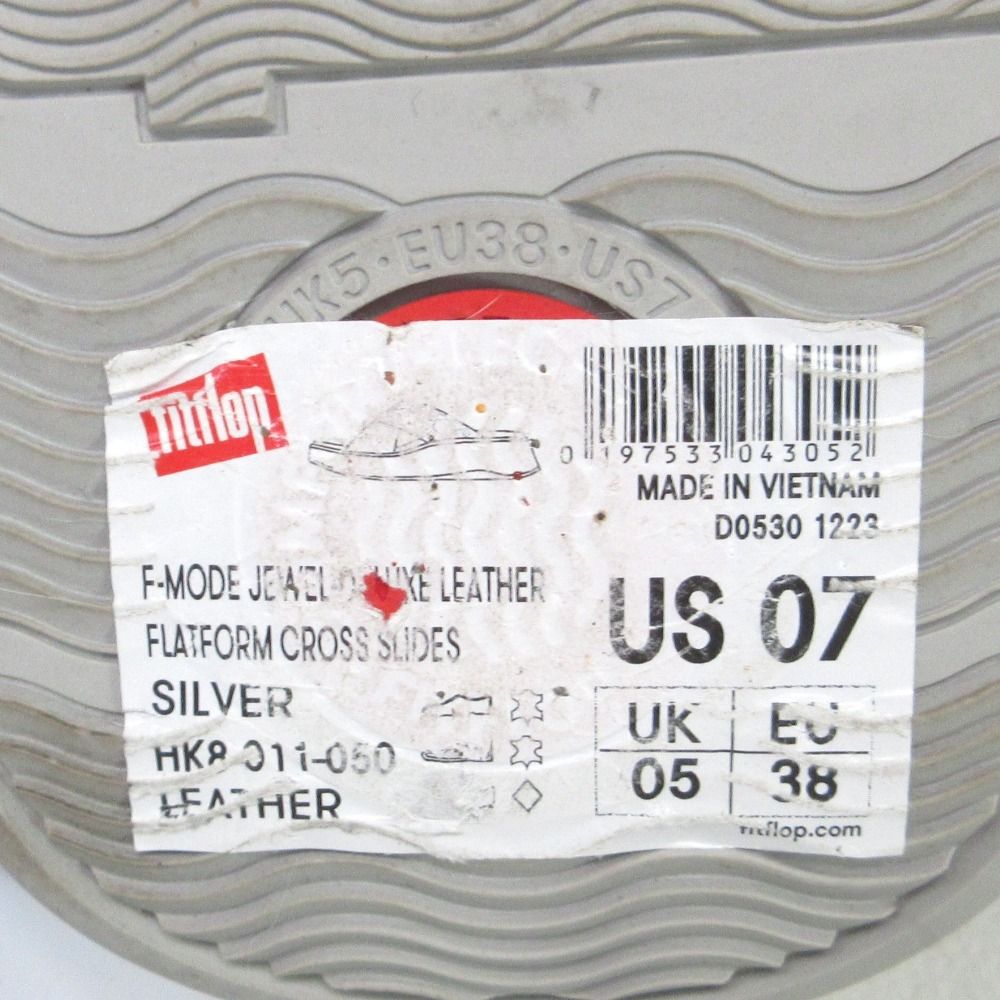 UK5·EU38·US7
fitflop
0 197533 043052
MADE IN VIETNAM
D0530 1223
F-MODE JEWEL-DELUXE LEATHER
FLATFORM CROSS SLIDES
US 07
SILVER
HK8-011-050
LEATHER
UK EU
05 38
fitflop.com